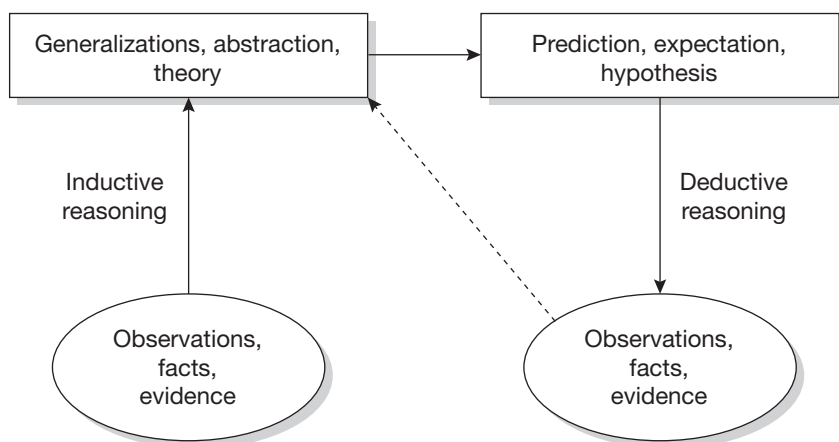 Generalizations, abstraction,
theory
Prediction, expectation,
hypothesis
Inductive
reasoning
Deductive
reasoning
Observations,
facts,
evidence
Observations,
facts,
evidence